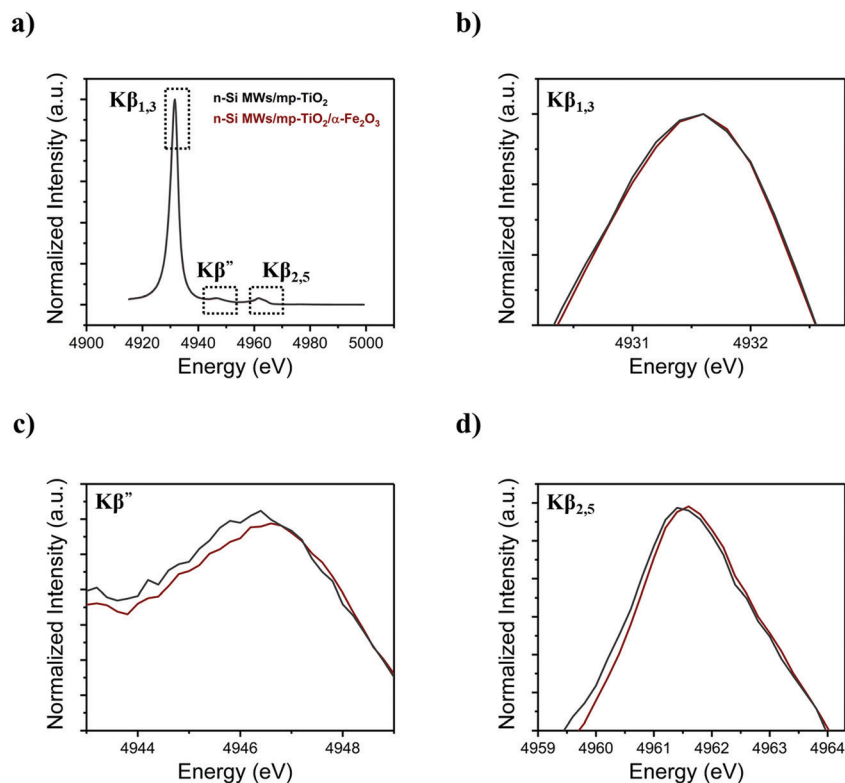 a)
Kβ1,3
n-Si MWs/mp-TiO2
n-Si MWs/mp-TiO2/α-Fe2O3
Kβ”
Kβ2,5
Normalized Intensity (a.u.)
4900 4920 4940 4960 4980 5000
Energy (eV)
b)
Kβ1,3
Normalized Intensity (a.u.)
4931 4932
Energy (eV)
c)
Kβ”
Normalized Intensity (a.u.)
4944 4946 4948
Energy (eV)
d)
Kβ2,5
Normalized Intensity (a.u.)
4959 4960 4961 4962 4963 4964
Energy (eV)